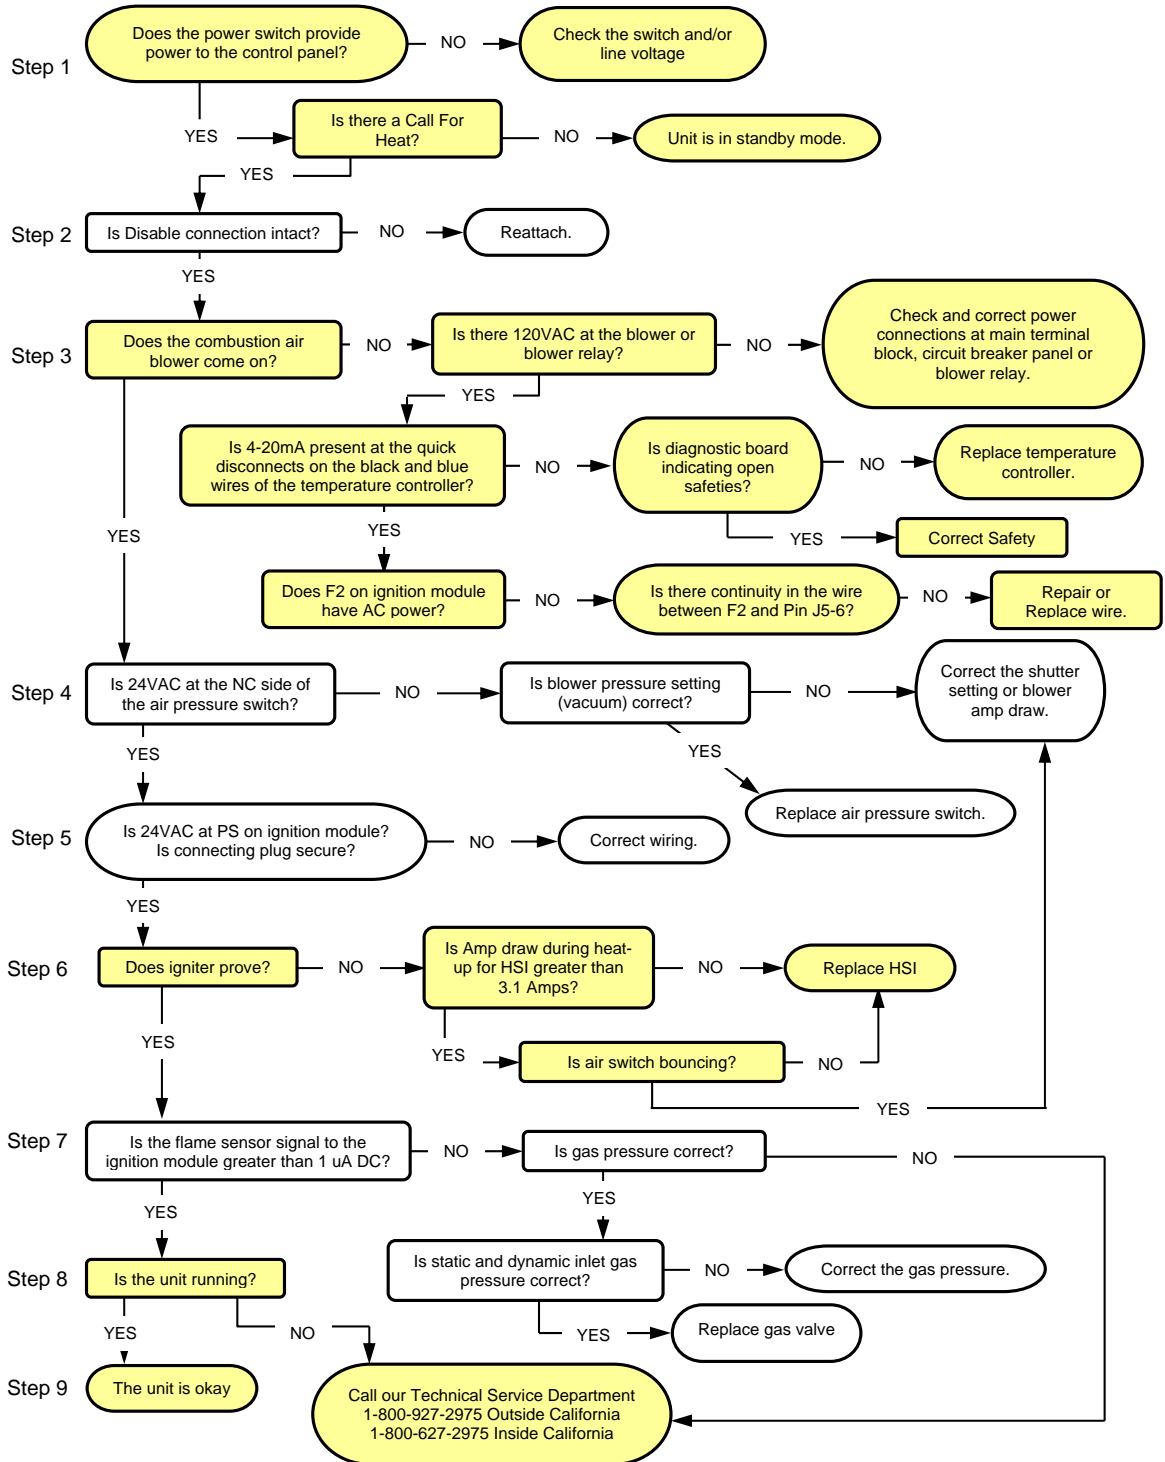 Step 1
Does the power switch provide
power to the control panel?
NO
Check the switch and/or
line voltage
YES
Is there a Call For
Heat?
NO
Unit is in standby mode.
YES
Step 2
Is Disable connection intact?
NO
Reattach.
YES
Step 3
Does the combustion air
blower come on?
NO
Is there 120VAC at the blower or
blower relay?
NO
Check and correct power
connections at main terminal
block, circuit breaker panel or
blower relay.
YES
Is 4-20mA present at the quick
disconnects on the black and blue
wires of the temperature controller?
NO
Is diagnostic board
indicating open
safeties?
NO
Replace temperature
controller.
YES
Correct Safety
YES
YES
Does F2 on ignition module
have AC power?
NO
Is there continuity in the wire
between F2 and Pin J5-6?
NO
Repair or
Replace wire.
Step 4
Is 24VAC at the NC side of
the air pressure switch?
NO
Is blower pressure setting
(vacuum) correct?
NO
Correct the shutter
setting or blower
amp draw.
YES
YES
Replace air pressure switch.
Step 5
Is 24VAC at PS on ignition module?
Is connecting plug secure?
NO
Correct wiring.
YES
Step 6
Does igniter prove?
NO
Is Amp draw during heat-
up for HSI greater than
3.1 Amps?
NO
Replace HSI
YES
YES
Is air switch bouncing?
NO
YES
Step 7
Is the flame sensor signal to the
ignition module greater than 1 uA DC?
NO
Is gas pressure correct?
NO
YES
YES
Step 8
Is the unit running?
Is static and dynamic inlet gas
pressure correct?
NO
Correct the gas pressure.
YES
NO
YES
Replace gas valve
Step 9
The unit is okay
Call our Technical Service Department
1-800-927-2975 Outside California
1-800-627-2975 Inside California